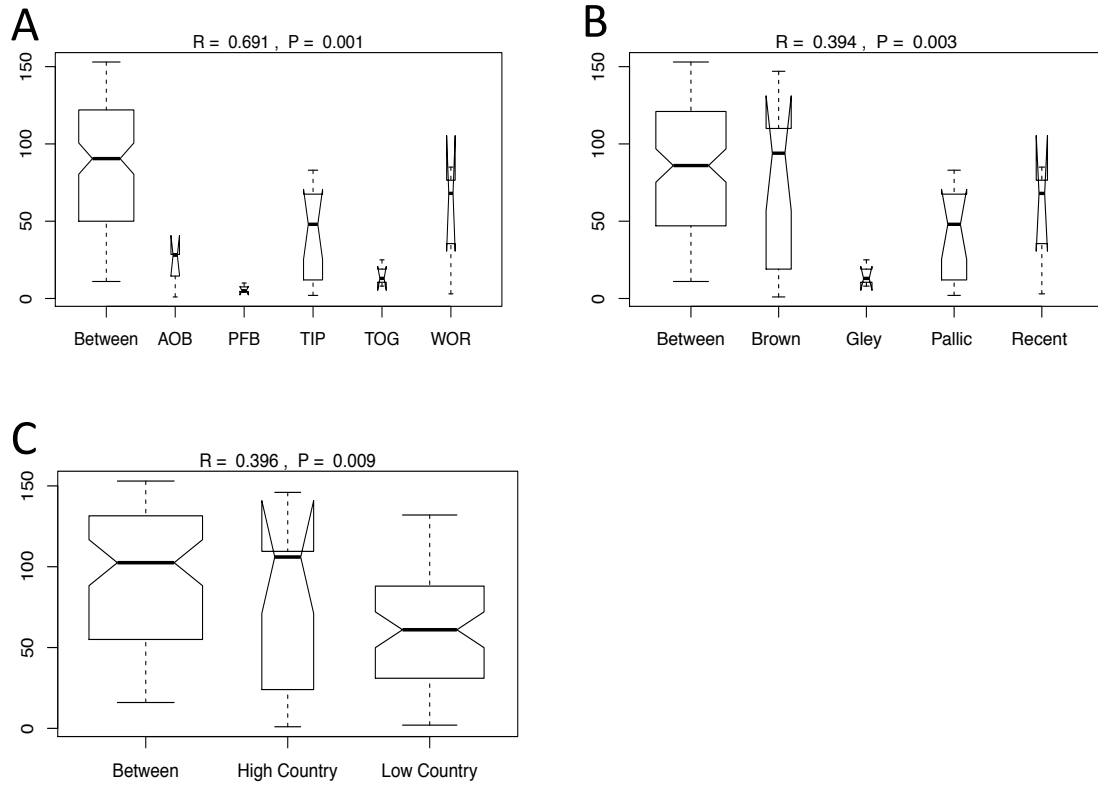 A
R = 0.691 , P = 0.001
150
100
50
0
Between AOB PFB TIP TOG WOR
B
R = 0.394 , P = 0.003
150
100
50
0
Between Brown Gley Pallic Recent
C
R = 0.396 , P = 0.009
150
100
50
0
Between High Country Low Country